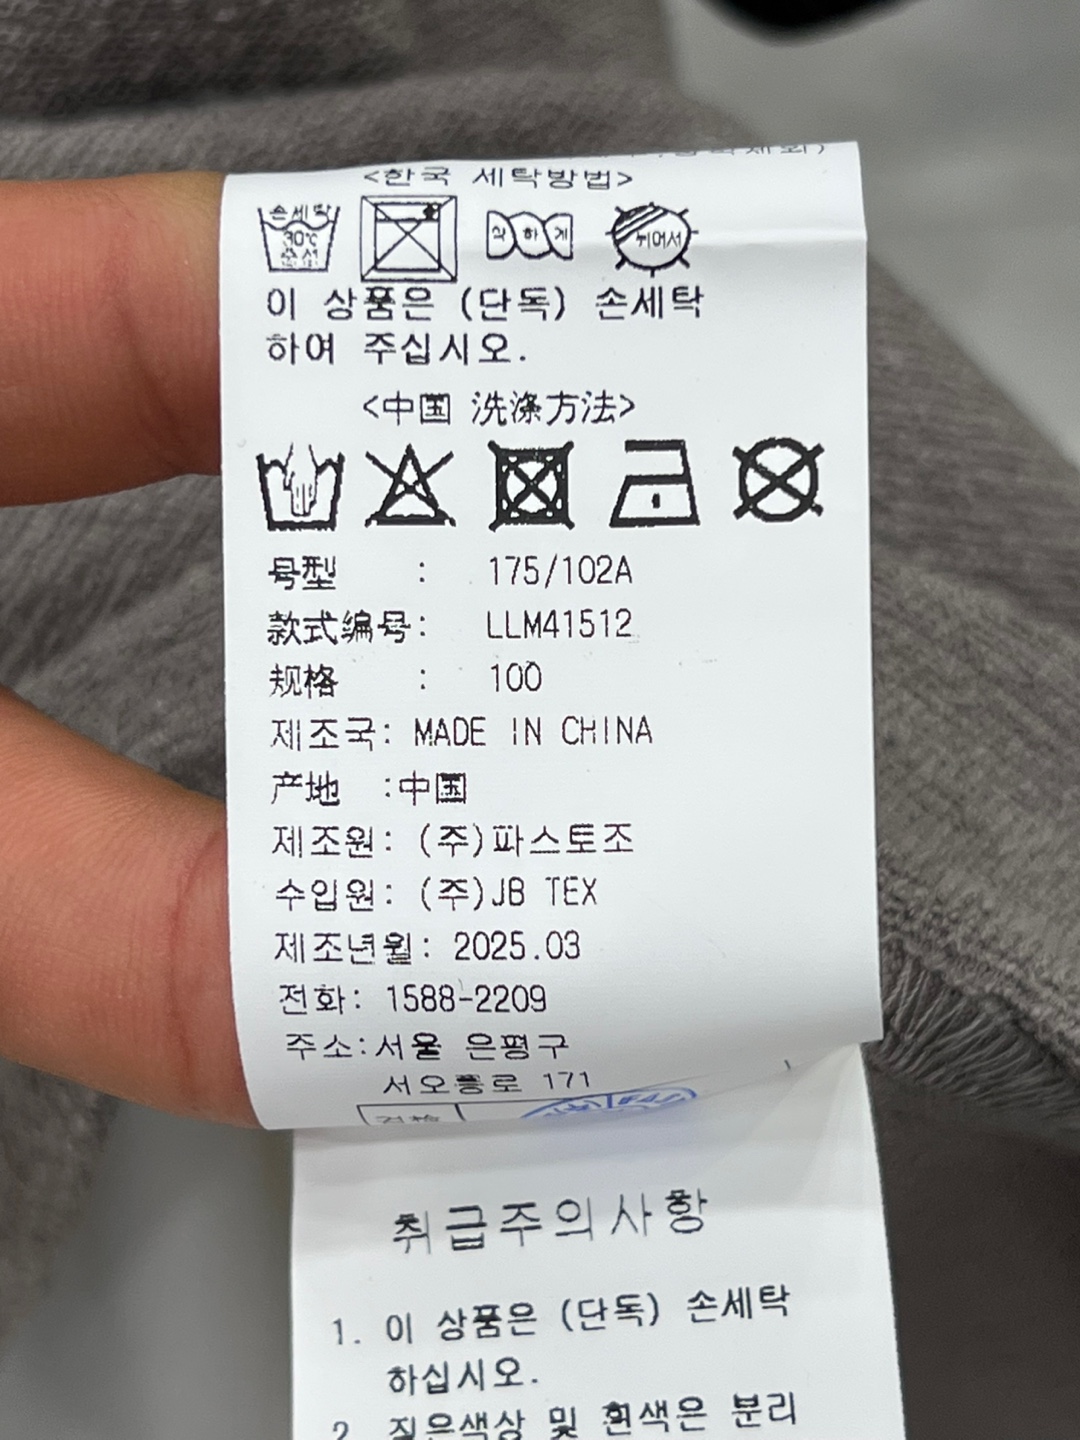 <한국 세탁방법>
손세탁
30℃
중성
약하게
뉘어서
이 상품은 (단독) 손세탁
하여 주십시오.
<中国 洗涤方法>
号型 : 175/102A
款式编号: LLM41512
规格 : 100
제조국: MADE IN CHINA
产地 :中国
제조원: (주)파스토조
수입원: (주)JB TEX
제조년월: 2025.03
전화: 1588-2209
주소:서울 은평구
서오릉로 171
취급주의사항
1. 이 상품은 (단독) 손세탁
하십시오.
2. 짙은색상 및 흰색은 분리